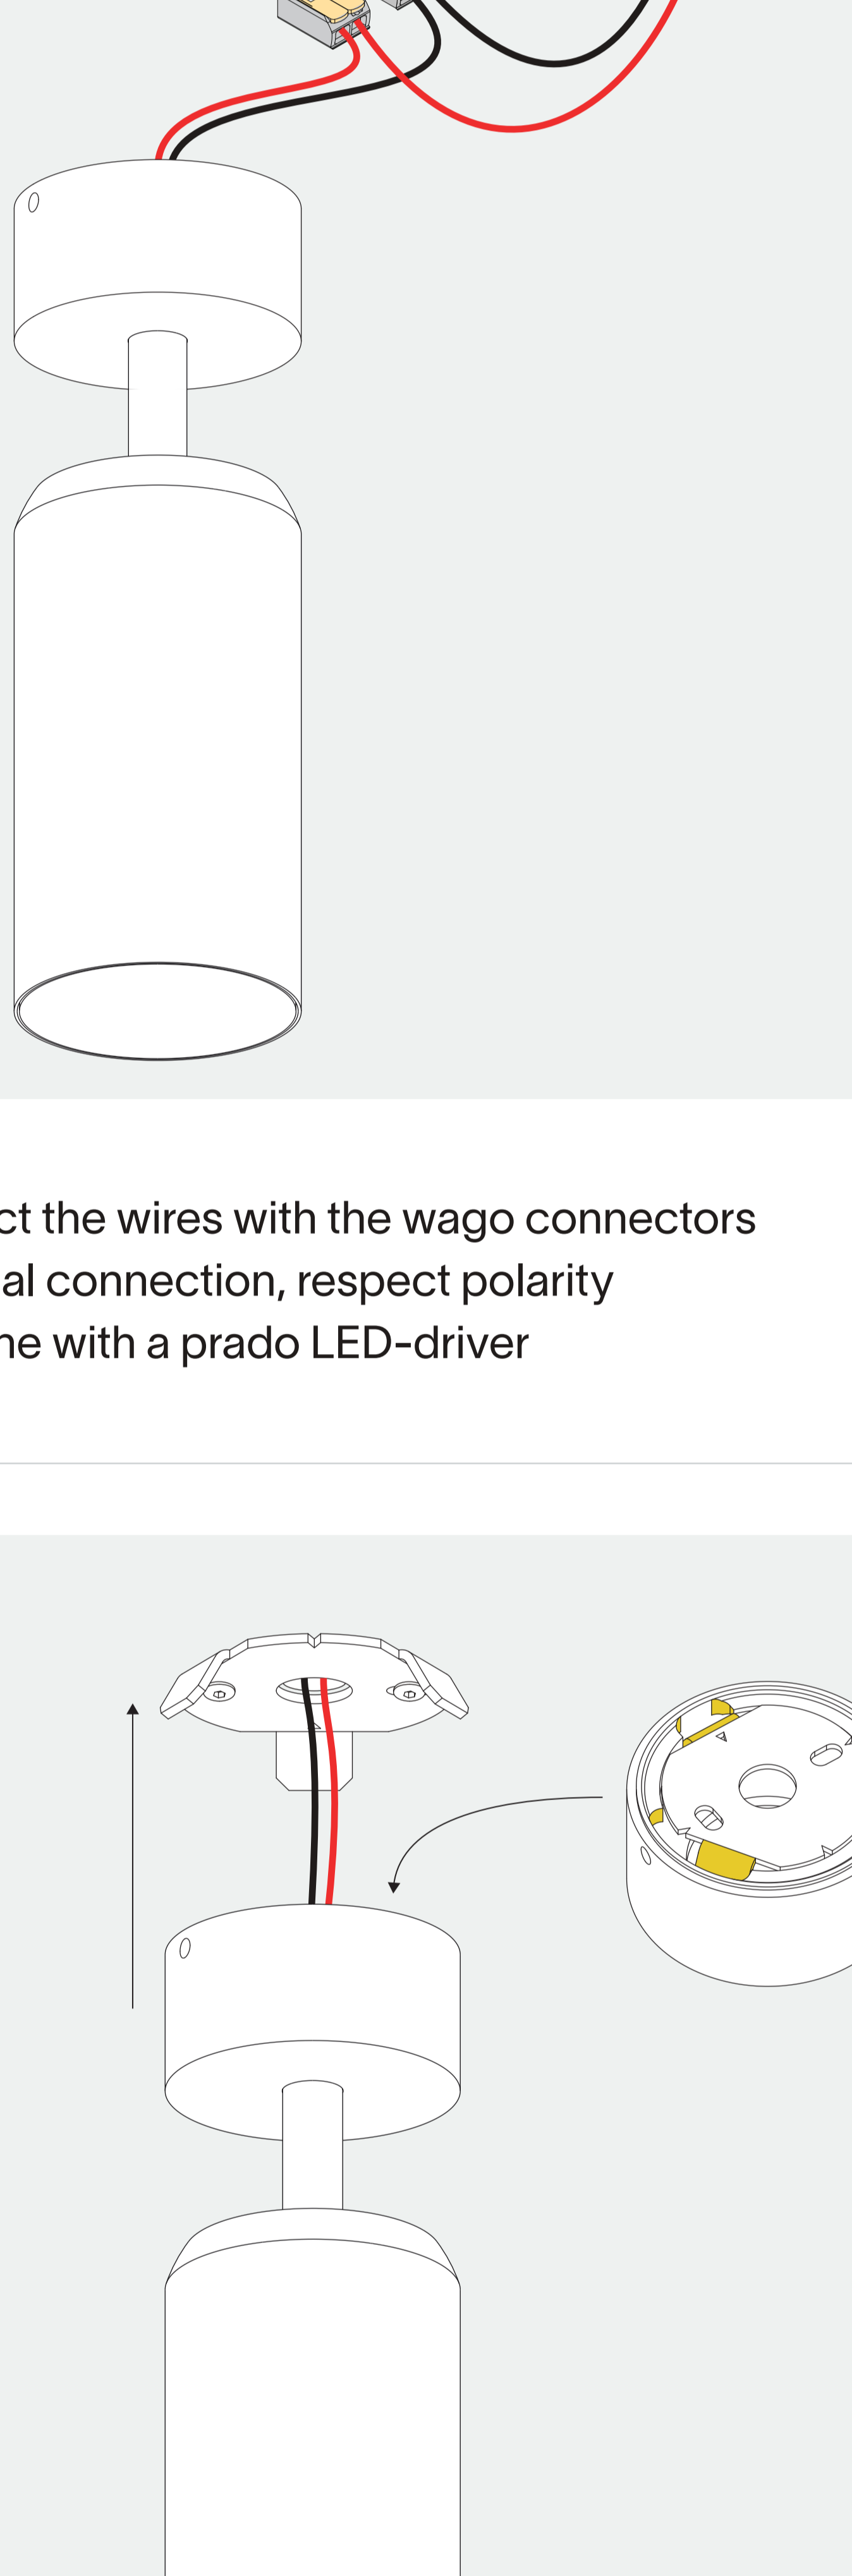 ct the wires with the wago connectors
al connection, respect polarity
ne with a prado LED-driver